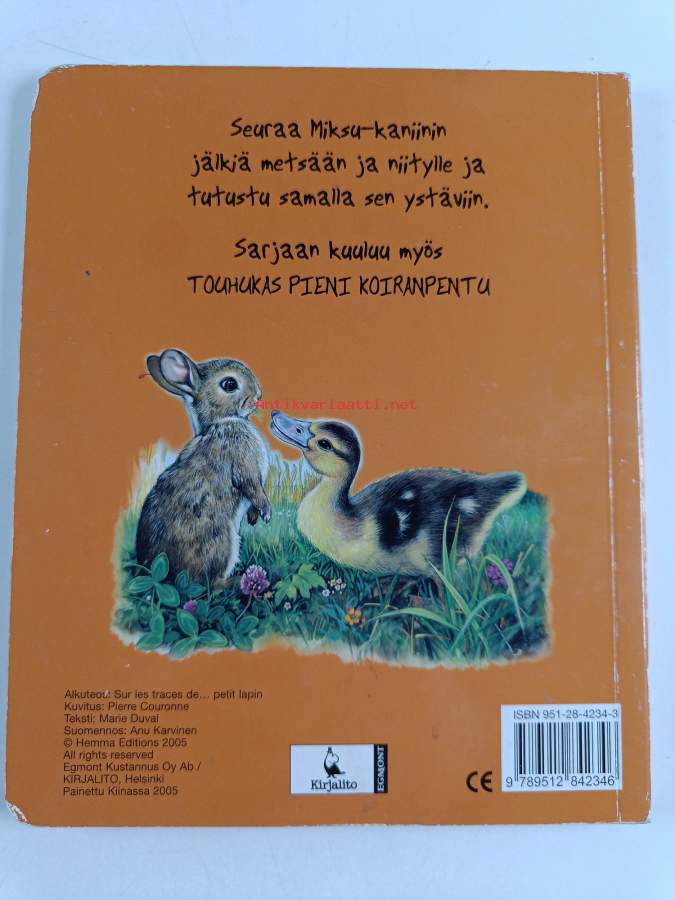 Seuraa Miksu-kaniinin
jälkiä metsään ja niitylle ja
tutustu samalla sen ystäviin.
Sarjaan kuuluu myös
TOUHUKAS PIENI KOIRANPENTU
Antikvariaatti.net
Alkuteos: Sur les traces de... petit lapin
Kuvitus: Pierre Couronne
Teksti: Marie Duval
Suomennos: Anu Karvinen
© Hemma Editions 2005
All rights reserved
Egmont Kustannus Oy Ab /
KIRJALITO, Helsinki
Painettu Kiinassa 2005
Kirjalito
EGMONT
CE
ISBN 951-28-4234-3
9 789512 842346